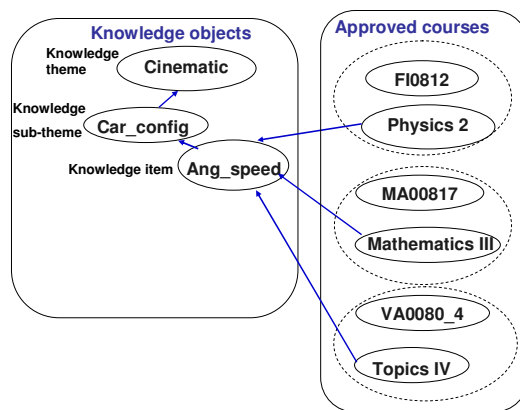 Knowledge objects
Knowledge
theme
Cinematic
Knowledge
sub-theme
Car_config
Knowledge item
Ang_speed
Approved courses
FI0812
Physics 2
MA00817
Mathematics III
VA0080_4
Topics IV